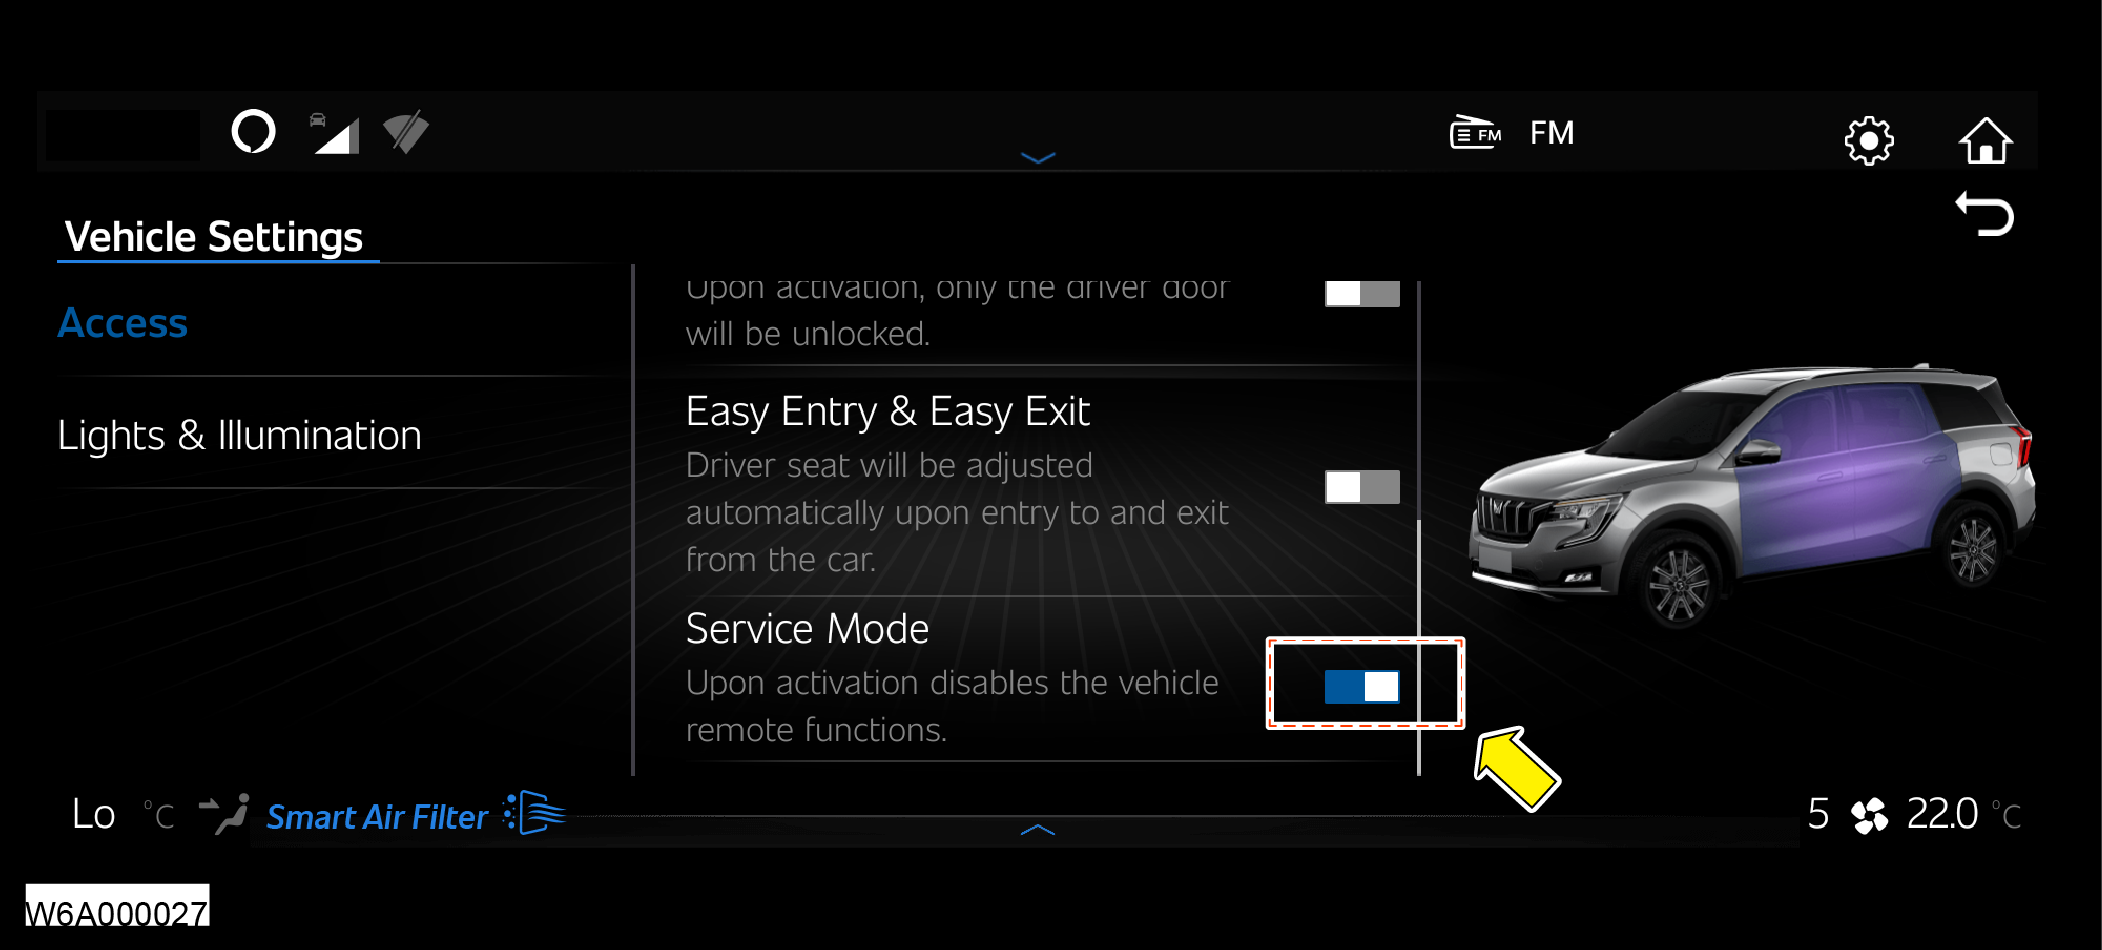 FM FM
Vehicle Settings
Access
Lights & Illumination
Upon activation, only the driver door
will be unlocked.
Easy Entry & Easy Exit
Driver seat will be adjusted
automatically upon entry to and exit
from the car.
Service Mode
Upon activation disables the vehicle
remote functions.
Lo °C Smart Air Filter 5 22.0 °C
W6A000027